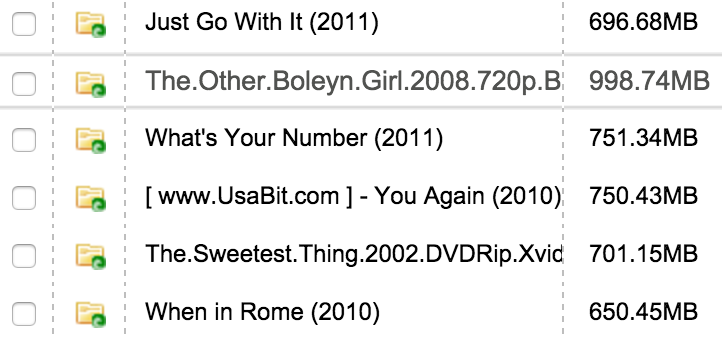 Just Go With It (2011) 696.68MB
The.Other.Boleyn.Girl.2008.720p.B 998.74MB
What's Your Number (2011) 751.34MB
[ www.UsaBit.com ] - You Again (2010) 750.43MB
The.Sweetest.Thing.2002.DVDRip.Xvid 701.15MB
When in Rome (2010) 650.45MB